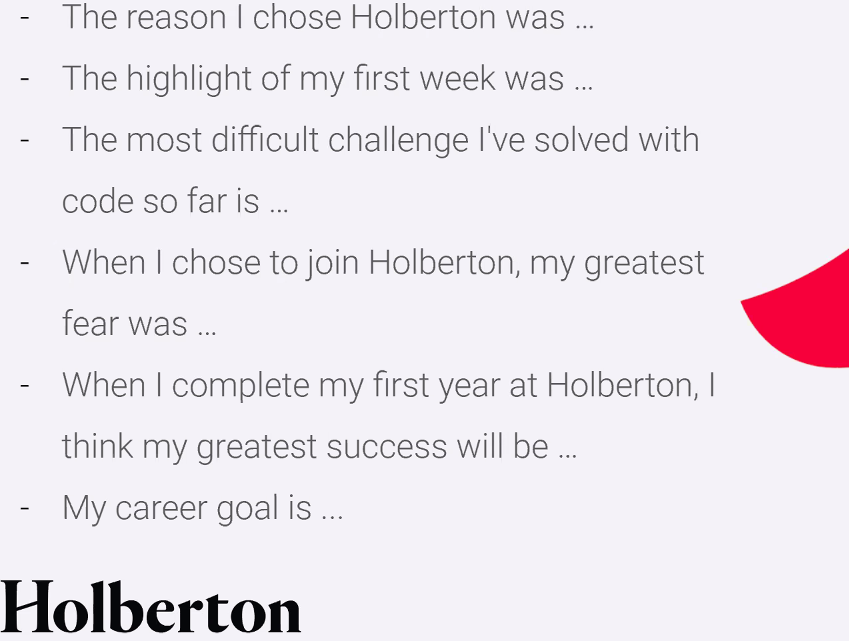 - The reason I chose Holberton was …
- The highlight of my first week was …
- The most difficult challenge I've solved with
code so far is …
- When I chose to join Holberton, my greatest
fear was …
- When I complete my first year at Holberton, I
think my greatest success will be …
- My career goal is ...
Holberton